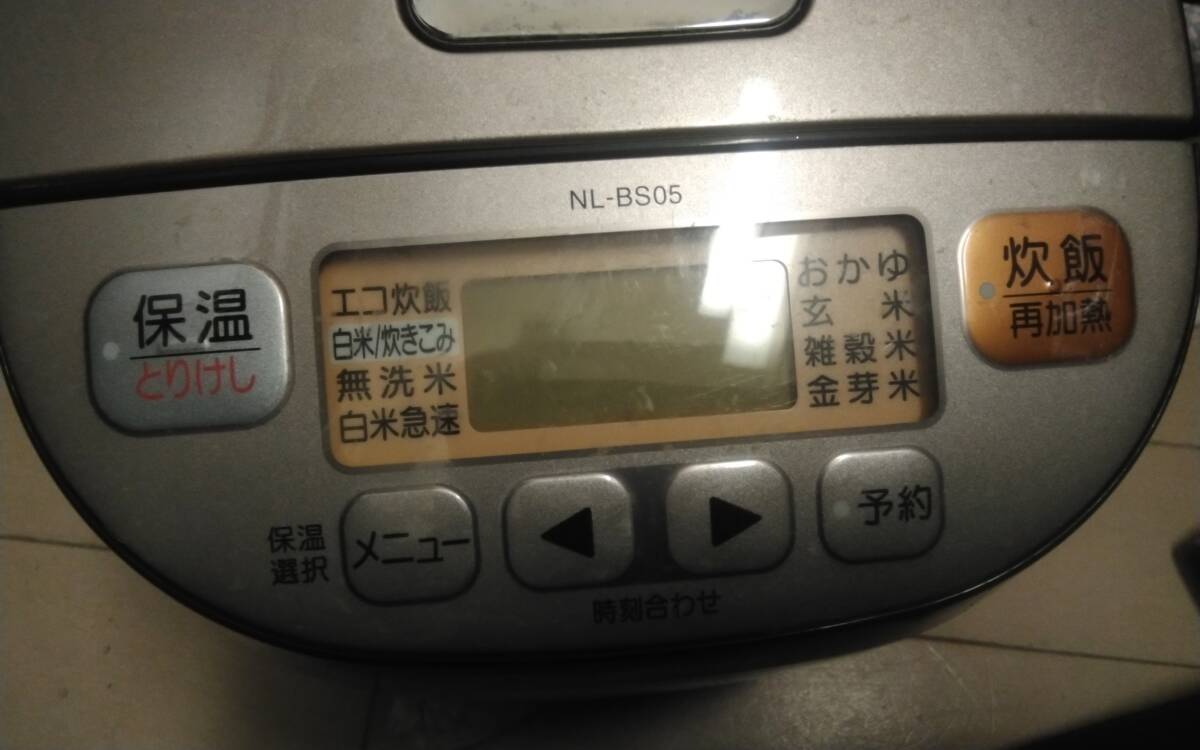 NL-BS05
保温
とりけし
エコ炊飯
白米/炊きこみ
無洗米
白米急速
おかゆ
玄米
雑穀米
金芽米
炊飯
再加熱
保温
選択
メニュー
◀
▶
予約
時刻合わせ